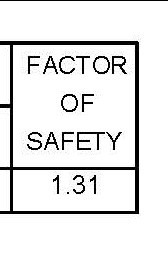 FACTOR
OF
SAFETY
1.31